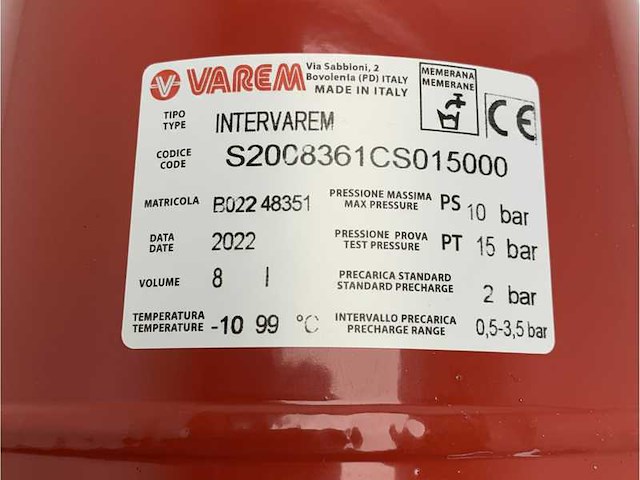 VAREM
Via Sabbioni, 2
Bovolenta (PD) ITALY
MADE IN ITALY
MEMBRANA
MEMBRANE
CE
TIPO
TYPE
INTERVAREM
CODICE
CODE
S2008361CS015000
MATRICOLA B022 48351
PRESSIONE MASSIMA
MAX PRESSURE
PS 10 bar
DATA
DATE
2022
PRESSIONE PROVA
TEST PRESSURE
PT 15 bar
VOLUME 8 l
PRECARICA STANDARD
STANDARD PRECHARGE
2 bar
TEMPERATURA
TEMPERATURE
-10 99 °C
INTERVALLO PRECARICA
PRECHARGE RANGE
0,5-3,5 bar